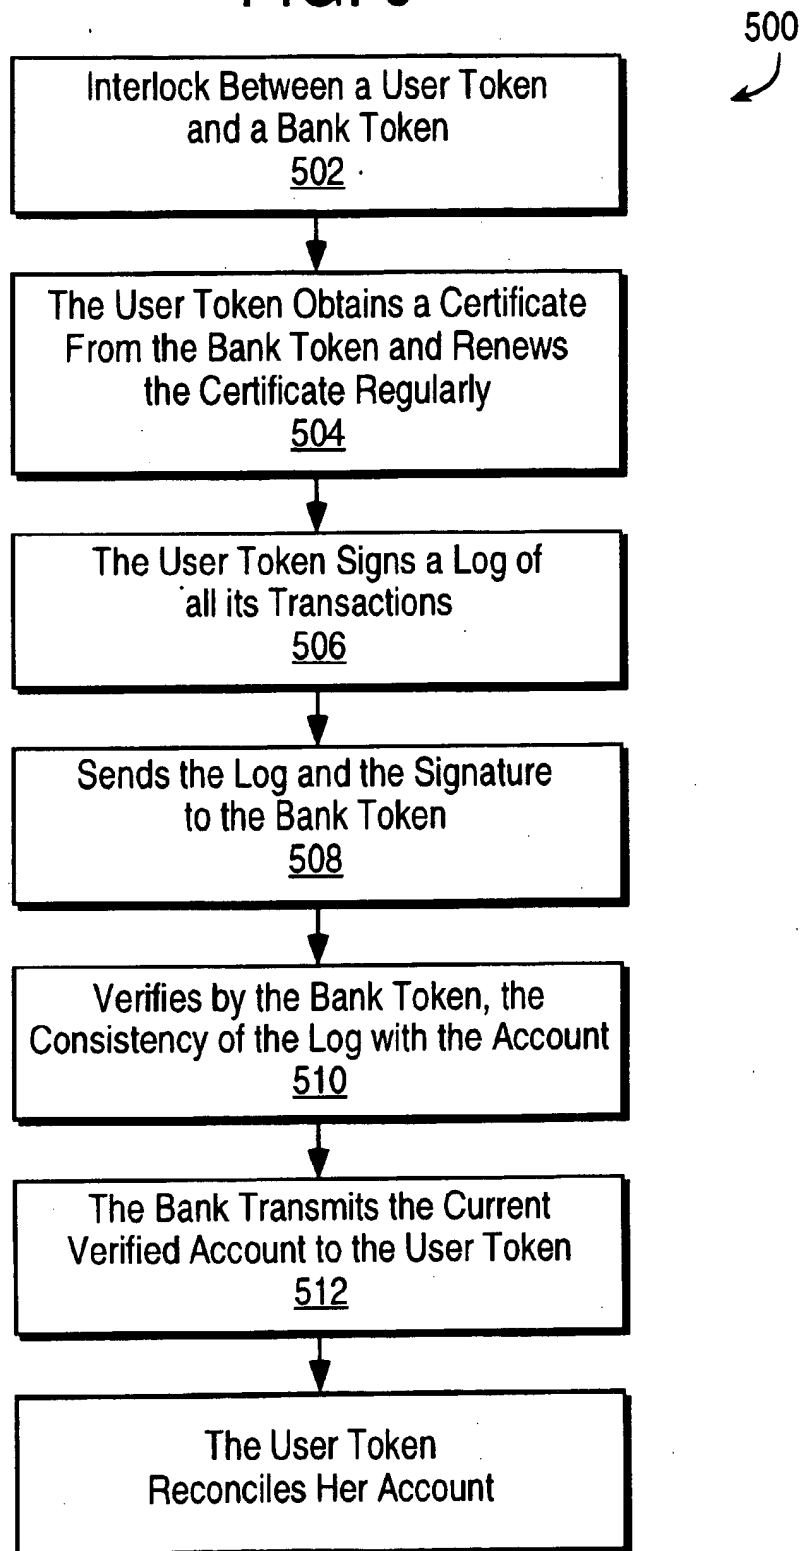 500
Interlock Between a User Token
and a Bank Token
502
The User Token Obtains a Certificate
From the Bank Token and Renews
the Certificate Regularly
504
The User Token Signs a Log of
all its Transactions
506
Sends the Log and the Signature
to the Bank Token
508
Verifies by the Bank Token, the
Consistency of the Log with the Account
510
The Bank Transmits the Current
Verified Account to the User Token
512
The User Token
Reconciles Her Account